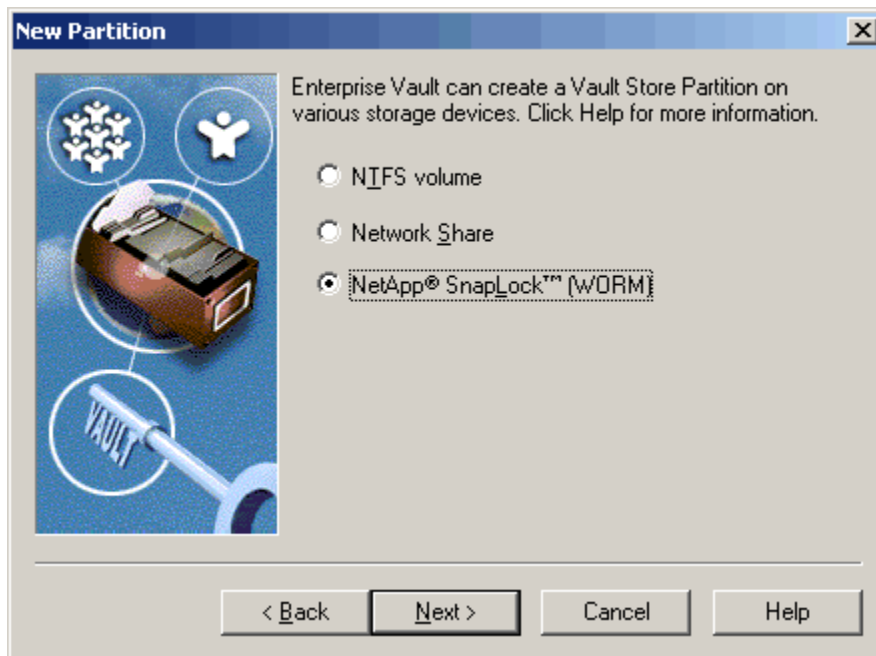 New Partition
Enterprise Vault can create a Vault Store Partition on
various storage devices. Click Help for more information.
NTFS volume
Network Share
NetApp® SnapLock™ (WORM)
VAULT
< Back
Next >
Cancel
Help